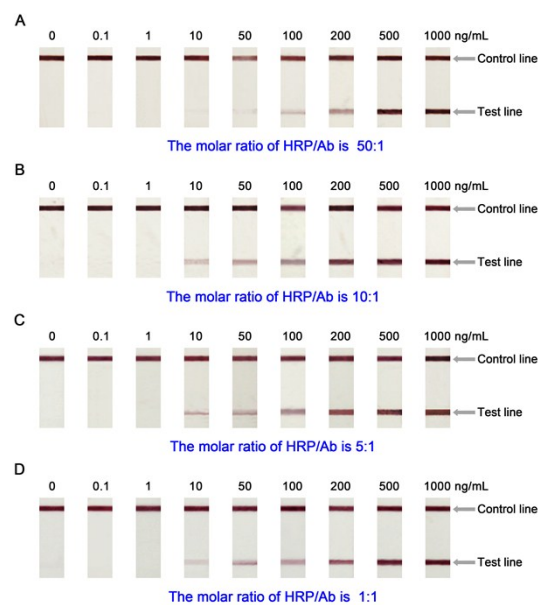 A
0 0.1 1 10 50 100 200 500 1000 ng/mL
Control line
Test line
The molar ratio of HRP/Ab is 50:1
B
0 0.1 1 10 50 100 200 500 1000 ng/mL
Control line
Test line
The molar ratio of HRP/Ab is 10:1
C
0 0.1 1 10 50 100 200 500 1000 ng/mL
Control line
Test line
The molar ratio of HRP/Ab is 5:1
D
0 0.1 1 10 50 100 200 500 1000 ng/mL
Control line
Test line
The molar ratio of HRP/Ab is 1:1